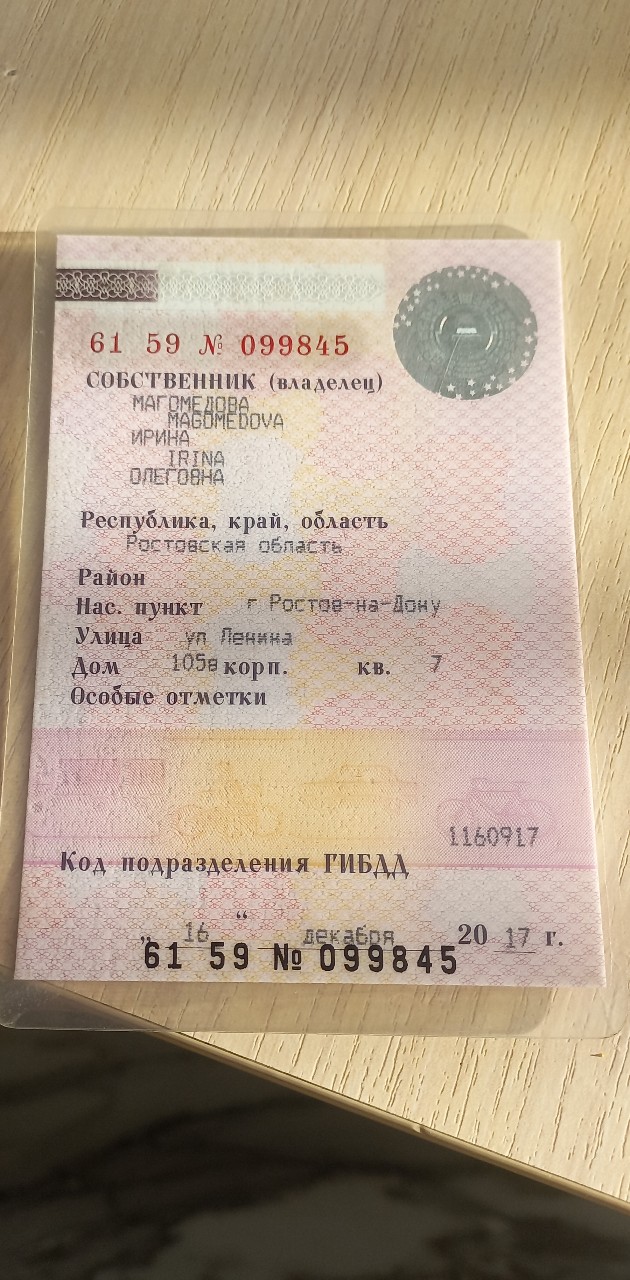 61 59 № 099845
СОБСТВЕННИК (владелец)
МАГОМЕДОВА
MAGOMEDOVA
ИРИНА
IRINA
ОЛЕГОВНА
Республика, край, область
Ростовская область
Район
Нас. пункт г Ростов-на-Дону
Улица ул Ленина
Дом 105в корп. кв. 7
Особые отметки
1160917
Код подразделения ГИБДД
„ 16 “ декабря 20 17 г.
61 59 № 099845